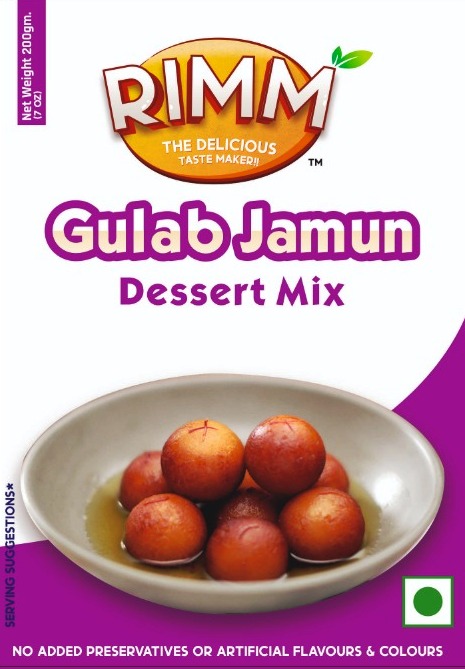 Net Weight 200gm.
(7 OZ)
RIMM
THE DELICIOUS
TASTE MAKER!!
TM
Gulab Jamun
Dessert Mix
SERVING SUGGESTIONS*
NO ADDED PRESERVATIVES OR ARTIFICIAL FLAVOURS & COLOURS